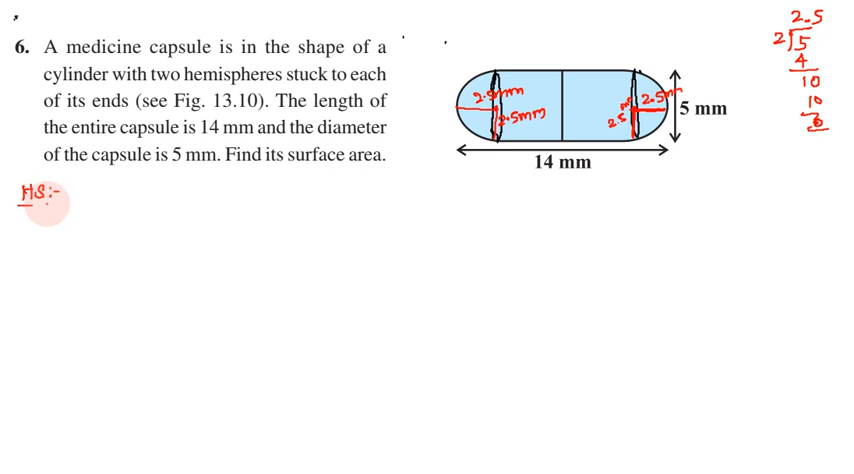 6. A medicine capsule is in the shape of a
cylinder with two hemispheres stuck to each
of its ends (see Fig. 13.10). The length of
the entire capsule is 14 mm and the diameter
of the capsule is 5 mm. Find its surface area.
HS:-
2.5mm
2.5mm
2.5 mm
2.5mm
5 mm
14 mm
2.5
2 5
4
10
10